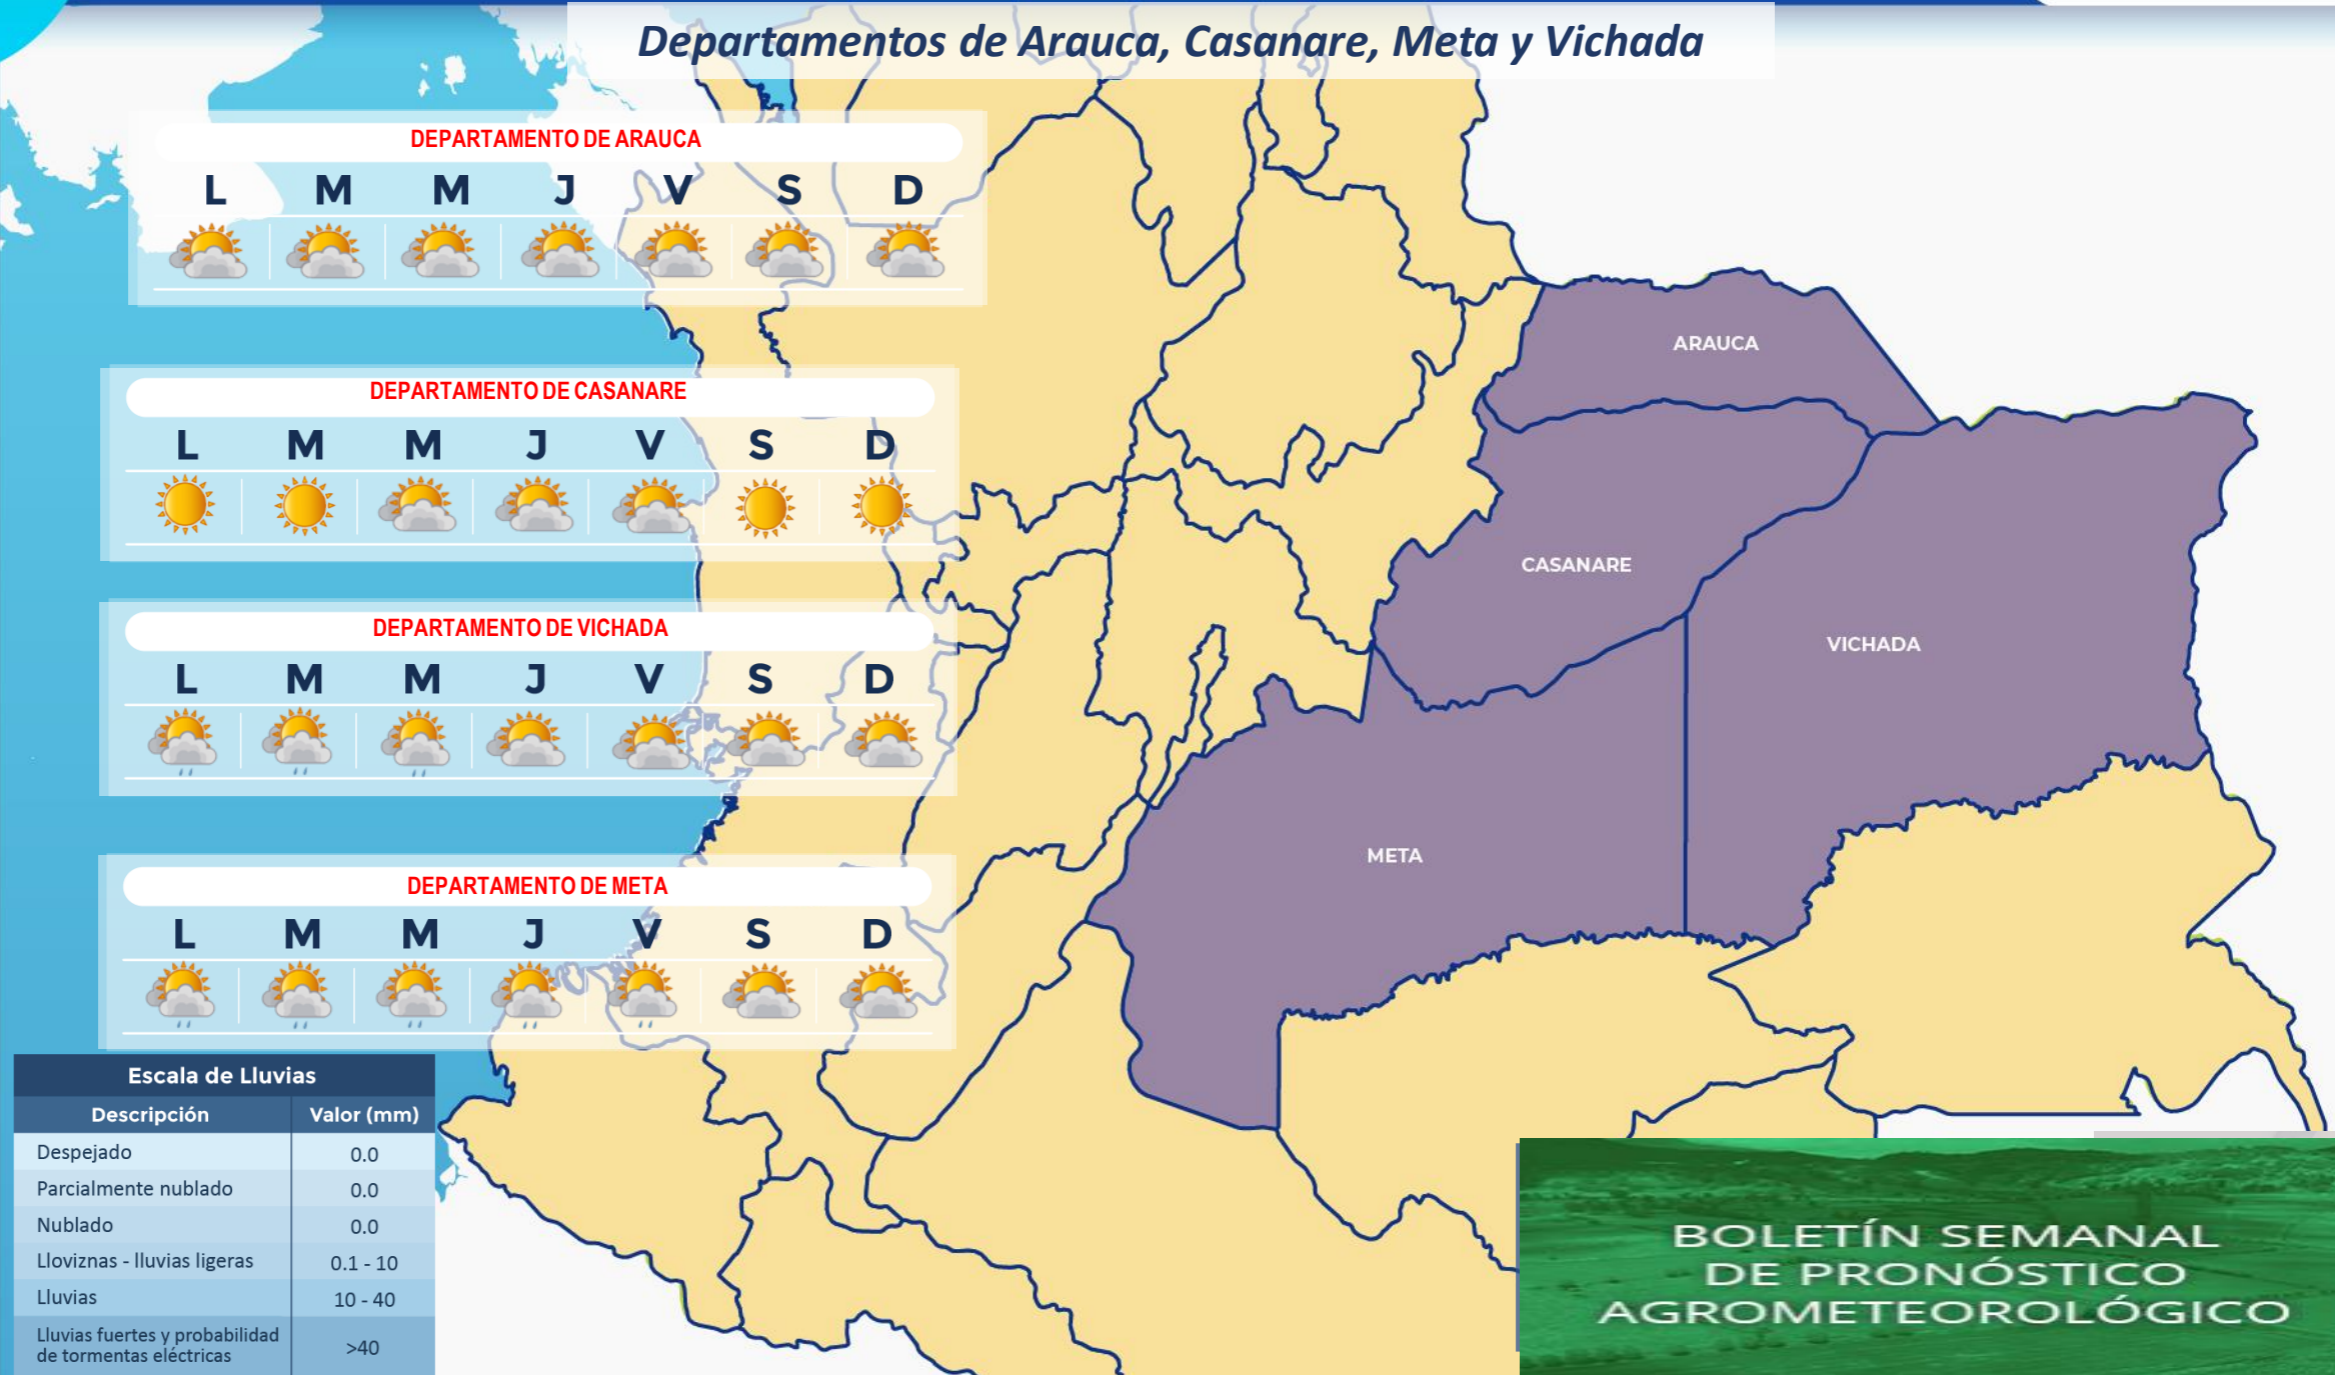 Departamentos de Arauca, Casanare, Meta y Vichada
DEPARTAMENTO DE ARAUCA
L M M J V S D
DEPARTAMENTO DE CASANARE
L M M J V S D
DEPARTAMENTO DE VICHADA
L M M J V S D
DEPARTAMENTO DE META
L M M J V S D
ARAUCA
CASANARE
VICHADA
META
Escala de Lluvias
Descripción Valor (mm)
Despejado 0.0
Parcialmente nublado 0.0
Nublado 0.0
Lloviznas - lluvias ligeras 0.1 - 10
Lluvias 10 - 40
Lluvias fuertes y probabilidad
de tormentas eléctricas >40
BOLETÍN SEMANAL
DE PRONÓSTICO
AGROMETEOROLÓGICO